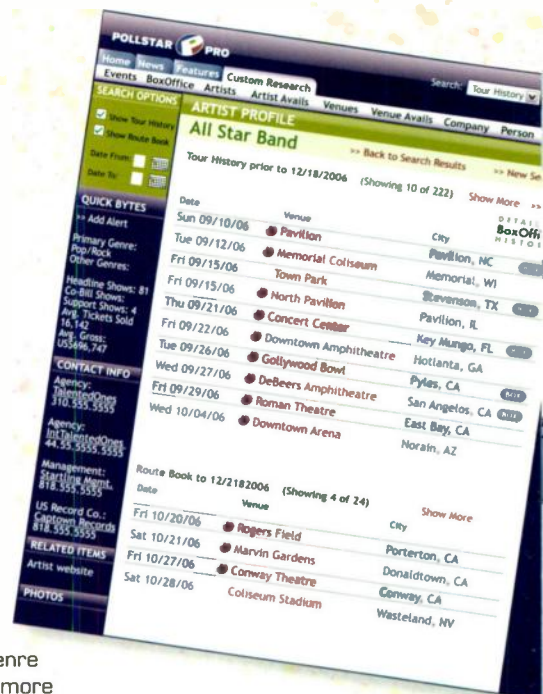 POLLSTAR PRO
Home News Features Custom Research
Search: Tour History
Events BoxOffice Artists Artist Avails Venues Venue Avails Company Person
SEARCH OPTIONS
Show Tour History
Show Route Book
Date From:
Date To:
QUICK BYTES
>> Add Alert
Primary Genre:
Pop/Rock
Other Genres:
Headline Shows: 81
Co-Bill Shows:
Support Shows: 4
Avg. Tickets Sold
16,142
Avg. Gross:
US$696,747
CONTACT INFO
Agency:
TalentedOnes
310.555.5555
Agency:
IntTalentedOnes
44.55.5555.5555
Management:
Startling Mgmt.
818.555.5555
US Record Co.:
Captown Records
818.555.5555
RELATED ITEMS
Artist website
PHOTOS
ARTIST PROFILE
All Star Band
>> Back to Search Results >> New Se
Tour History prior to 12/18/2006 (Showing 10 of 222) Show More >>
DETAIL
BoxOffi
HISTOR
Date Venue City
Sun 09/10/06 Pavilion Pavilion, NC
Tue 09/12/06 Memorial Coliseum Memorial, WI
Fri 09/15/06 Town Park Stevenson, TX
Fri 09/15/06 North Pavilion Pavilion, IL
Thu 09/21/06 Concert Center Key Mungo, FL
Fri 09/22/06 Downtown Amphitheatre Hotlanta, GA
Tue 09/26/06 Gollywood Bowl Pyles, CA
Wed 09/27/06 DeBeers Amphitheatre San Angelos, CA
Fri 09/29/06 Roman Theatre East Bay, CA
Wed 10/04/06 Downtown Arena Norain, AZ
Route Book to 12/2182006 (Showing 4 of 24) Show More
Date Venue City
Fri 10/20/06 Rogers Field Porterton, CA
Sat 10/21/06 Marvin Gardens Donaldtown, CA
Fri 10/27/06 Conway Theatre Conway, CA
Sat 10/28/06 Coliseum Stadium Wasteland, NV
enre
more